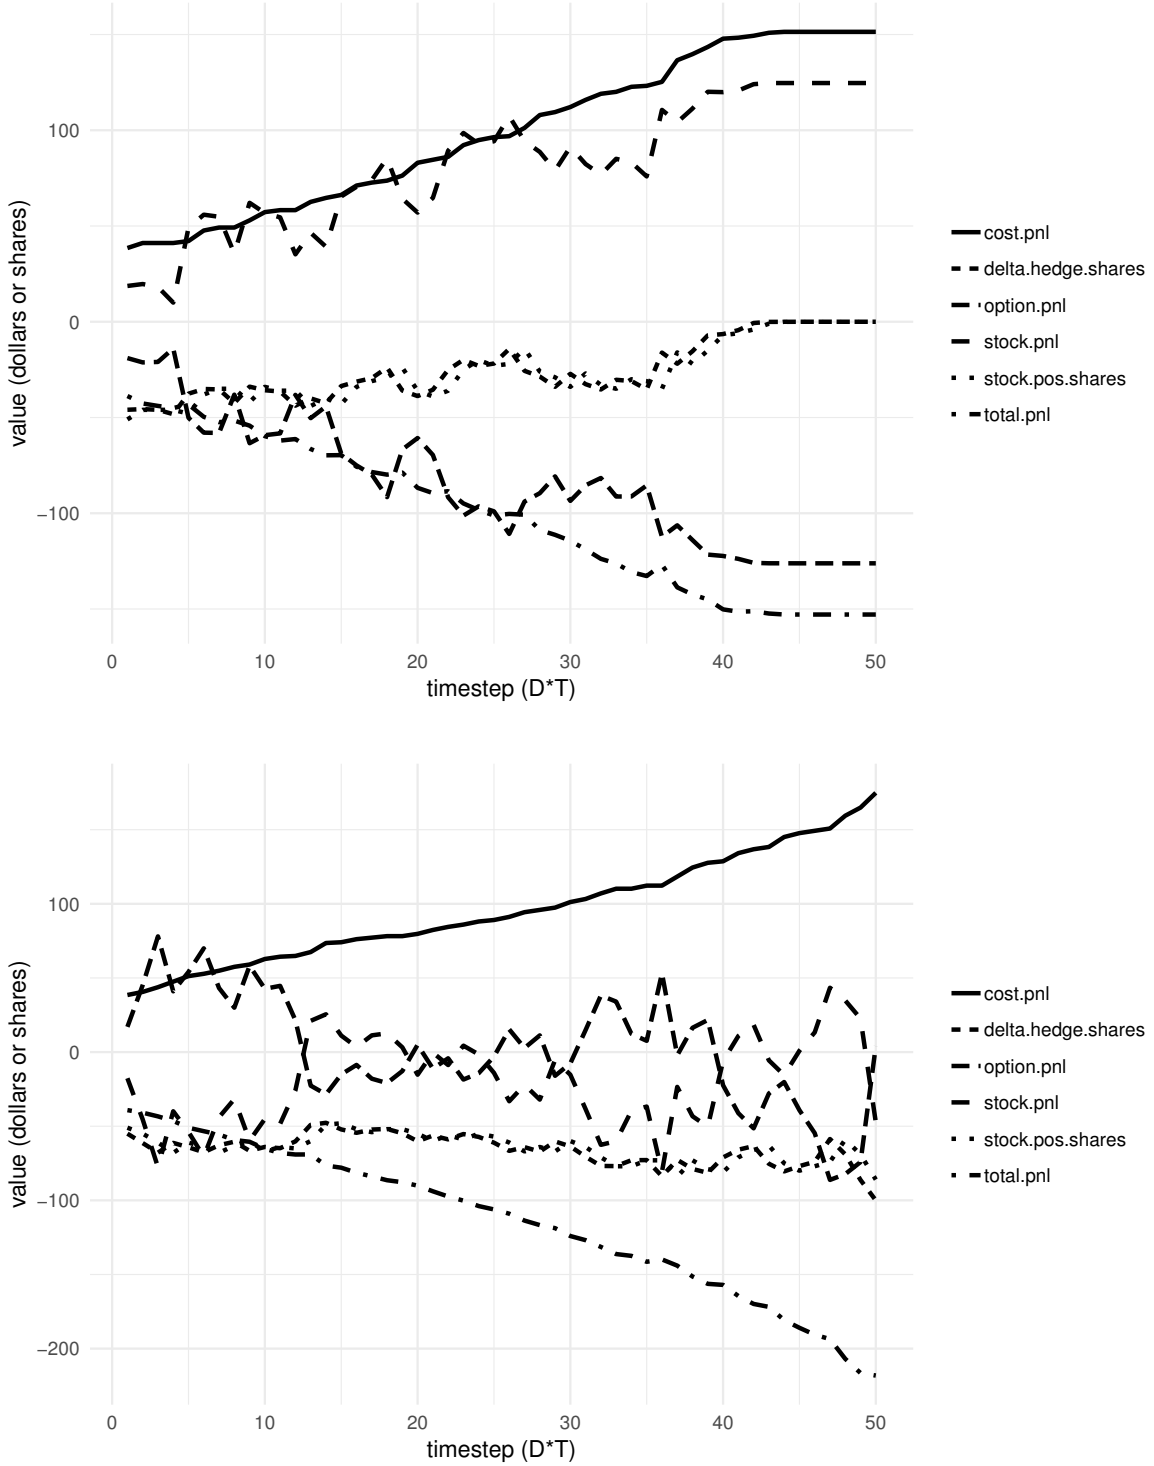 100
0
−100
0
10
20
30
40
50
timestep (D*T)
value (dollars or shares)
cost.pnl
delta.hedge.shares
option.pnl
stock.pnl
stock.pos.shares
total.pnl
100
0
−100
−200
0
10
20
30
40
50
timestep (D*T)
value (dollars or shares)
cost.pnl
delta.hedge.shares
option.pnl
stock.pnl
stock.pos.shares
total.pnl